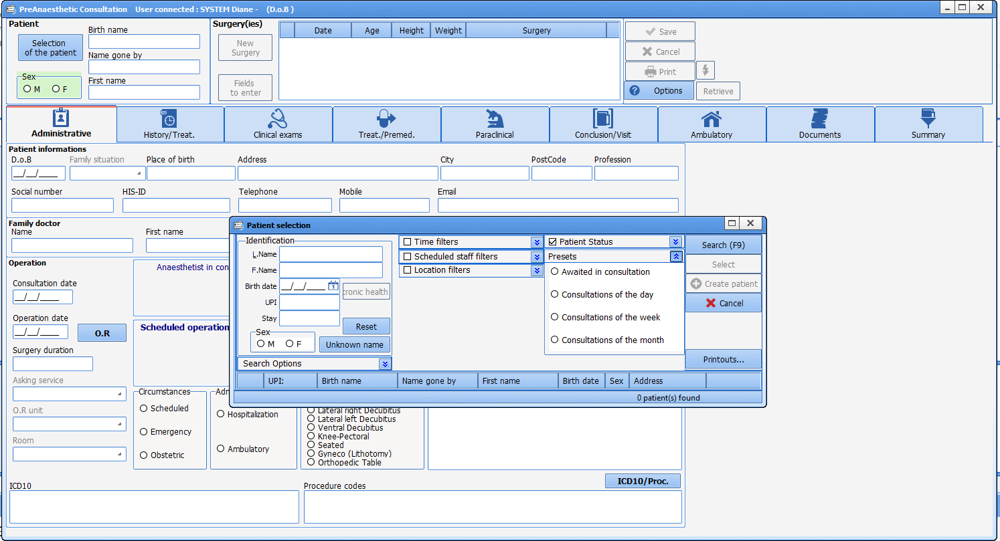 PreAnaesthetic Consultation User connected : SYSTEM Diane - (D.o.B )
Patient
Selection
of the patient
Birth name
Name gone by
First name
Sex
M F
Surgery(ies)
New
Surgery
Fields
to enter
Date Age Height Weight Surgery
Save
Cancel
Print
Options
Retrieve
Administrative
History/Treat.
Clinical exams
Treat./Premed.
Paraclinical
Conclusion/Visit
Ambulatory
Documents
Summary
Patient informations
D.o.B Family situation Place of birth Address City PostCode Profession
__/__/____
Social number HIS-ID Telephone Mobile Email
Family doctor
Name First name
Operation
Anaesthetist in con
Consultation date
__/__/____
Operation date
__/__/____
O.R
Scheduled operation
Surgery duration
Asking service
O.R unit
Room
Circumstances
Scheduled
Emergency
Obstetric
Adn
Hospitalization
Ambulatory
Lateral right Decubitus
Lateral left Decubitus
Ventral Decubitus
Knee-Pectoral
Seated
Gyneco (Lithotomy)
Orthopedic Table
ICD10/Proc.
ICD10
Procedure codes
Patient selection
Identification
L.Name
F.Name
Birth date __/__/____ 1
UPI
Stay
tronic health
Reset
Sex
M F
Unknown name
Search Options
Time filters
Scheduled staff filters
Location filters
Patient Status
Presets
Awaited in consultation
Consultations of the day
Consultations of the week
Consultations of the month
Search (F9)
Select
Create patient
Cancel
Printouts...
UPI: Birth name Name gone by First name Birth date Sex Address
0 patient(s) found